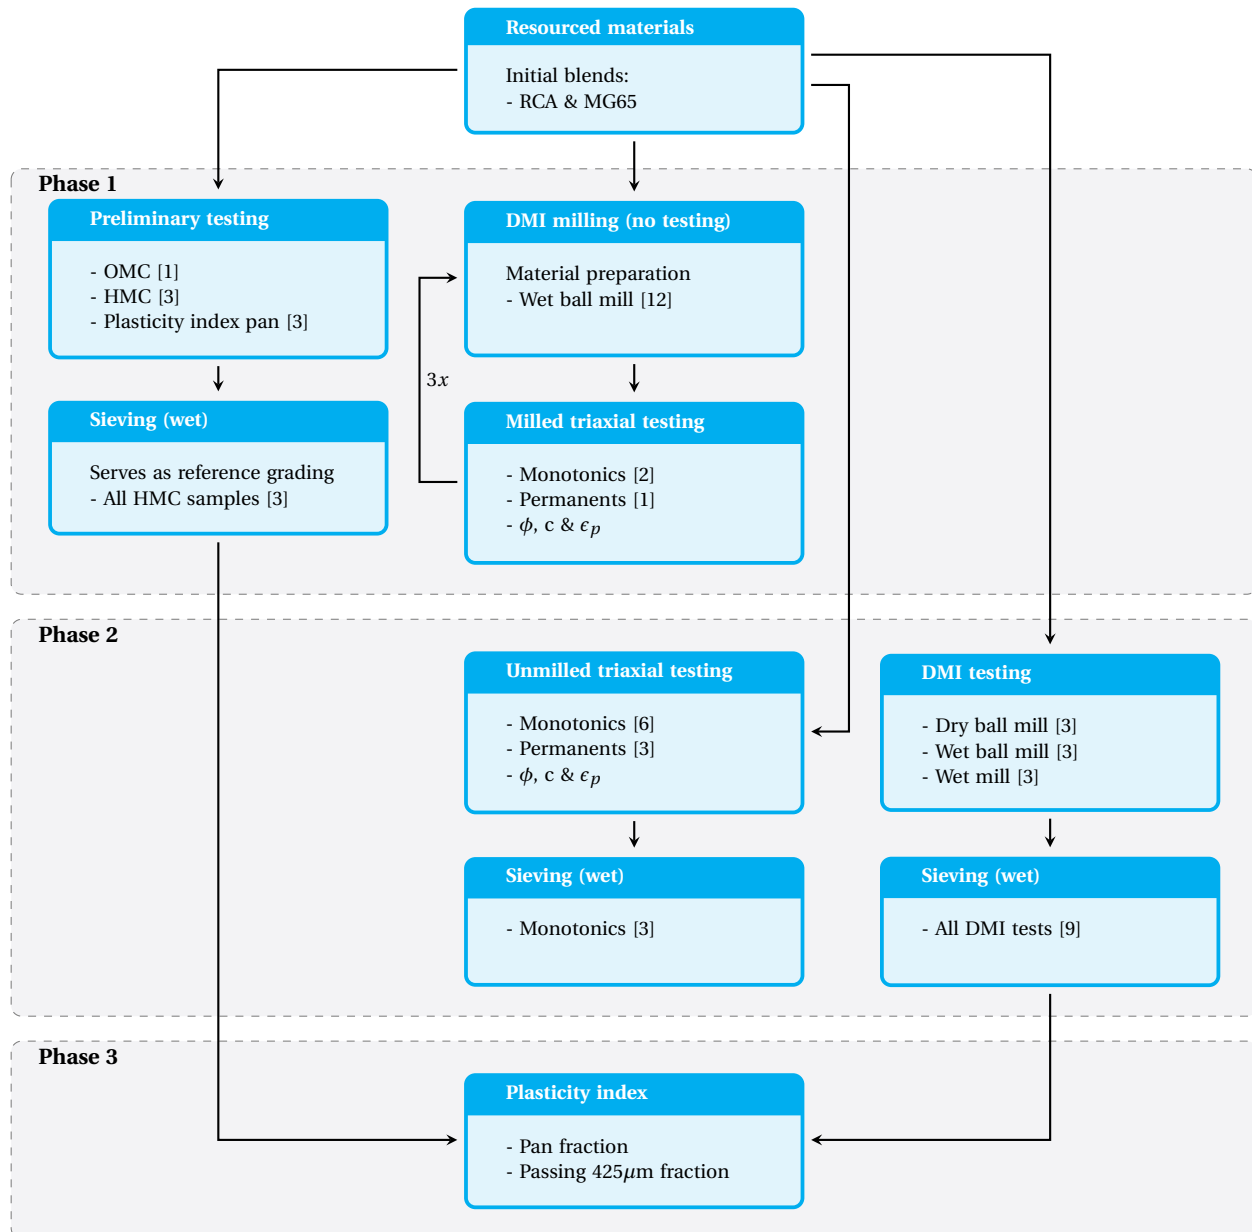 Resourced materials
Initial blends:
- RCA & MG65
Phase 1
Preliminary testing
- OMC [1]
- HMC [3]
- Plasticity index pan [3]
DMI milling (no testing)
Material preparation
- Wet ball mill [12]
3x
Sieving (wet)
Serves as reference grading
- All HMC samples [3]
Milled triaxial testing
- Monotonics [2]
- Permanents [1]
- ϕ, c & ϵp
Phase 2
Unmilled triaxial testing
- Monotonics [6]
- Permanents [3]
- ϕ, c & ϵp
DMI testing
- Dry ball mill [3]
- Wet ball mill [3]
- Wet mill [3]
Sieving (wet)
- Monotonics [3]
Sieving (wet)
- All DMI tests [9]
Phase 3
Plasticity index
- Pan fraction
- Passing 425μm fraction